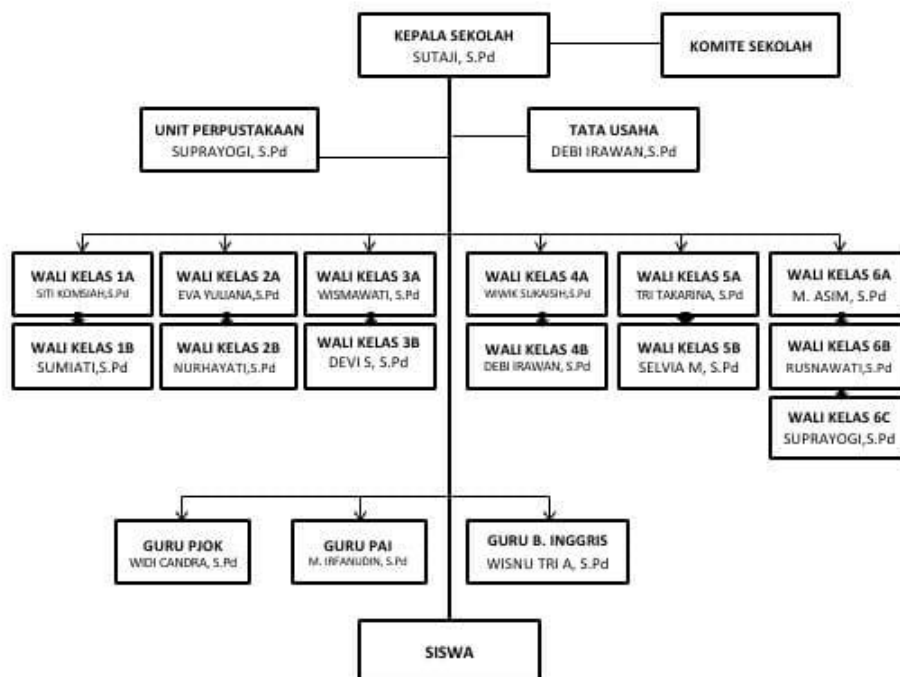 KEPALA SEKOLAH
SUTAJI, S.Pd
KOMITE SEKOLAH
UNIT PERPUSTAKAAN
SUPRAYOGI, S.Pd
TATA USAHA
DEBI IRAWAN,S.Pd
WALI KELAS 1A
SITI KOMSIAH,S.Pd
WALI KELAS 2A
EVA YULIANA,S.Pd
WALI KELAS 3A
WISMAWATI, S.Pd
WALI KELAS 4A
WIWIK SUKAISIH,S.Pd
WALI KELAS 5A
TRI TAKARINA, S.Pd
WALI KELAS 6A
M. ASIM, S.Pd
WALI KELAS 1B
SUMIATI,S.Pd
WALI KELAS 2B
NURHAYATI,S.Pd
WALI KELAS 3B
DEVI S, S.Pd
WALI KELAS 4B
DEBI IRAWAN, S.Pd
WALI KELAS 5B
SELVIA M, S.Pd
WALI KELAS 6B
RUSNAWATI,S.Pd
WALI KELAS 6C
SUPRAYOGI,S.Pd
GURU PJOK
WIDI CANDRA, S.Pd
GURU PAI
M. IRFANUDIN, S.Pd
GURU B. INGGRIS
WISNU TRI A, S.Pd
SISWA